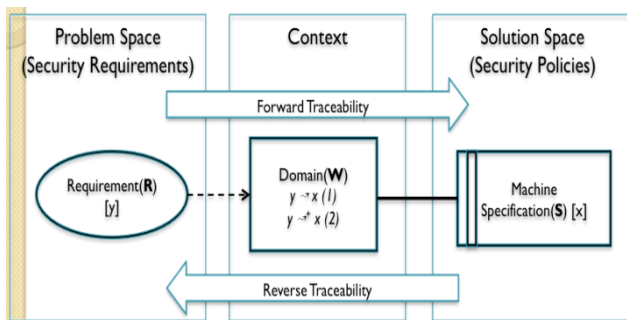 Problem Space
(Security Requirements)
Context
Solution Space
(Security Policies)
Forward Traceability
Requirement(R)
[y]
Domain(W)
y ⤳ x (1)
y ⤳⁺ x (2)
Machine
Specification(S) [x]
Reverse Traceability